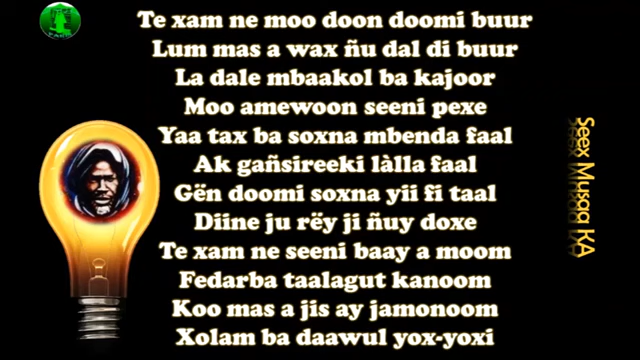 Te xam ne moo doon doomi buur
Lum mas a wax ñu dal di buur
La dale mbaakol ba kajoor
Moo amewoon seeni pexe
Yaa tax ba soxna mbenda faal
Ak gañsireeki làlla faal
Gën doomi soxna yii fi taal
Diine ju rëy ji ñuy doxe
Te xam ne seeni baay a moom
Fedarba taalagut kanoom
Koo mas a jis ay jamonoom
Xolam ba daawul yox-yoxi
Seex Musaa KA